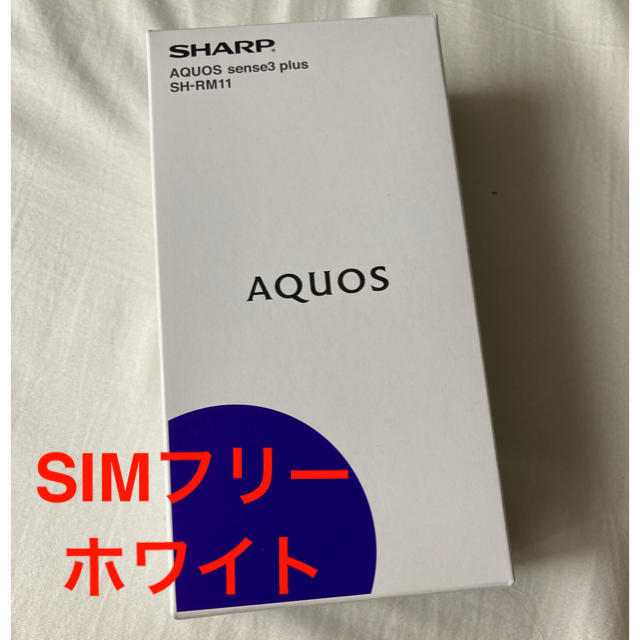 SHARP
AQUOS sense3 plus
SH-RM11
AQUOS
SIMフリー
ホワイト